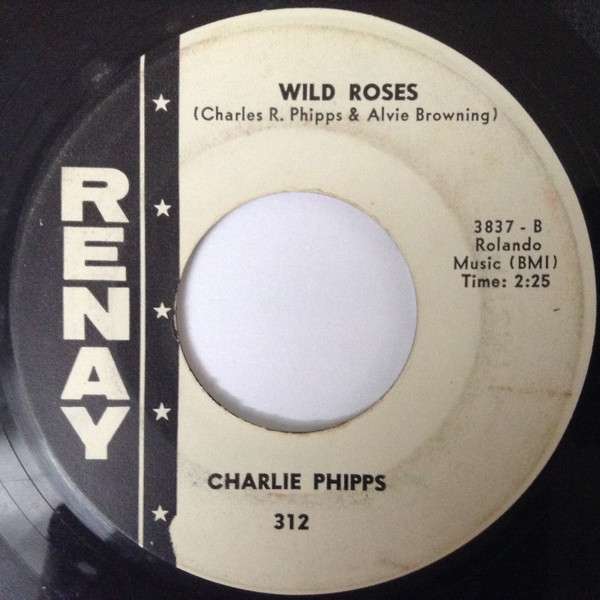 RENAY
WILD ROSES
(Charles R. Phipps & Alvie Browning)
3837 - B
Rolando
Music (BMI)
Time: 2:25
CHARLIE PHIPPS
312